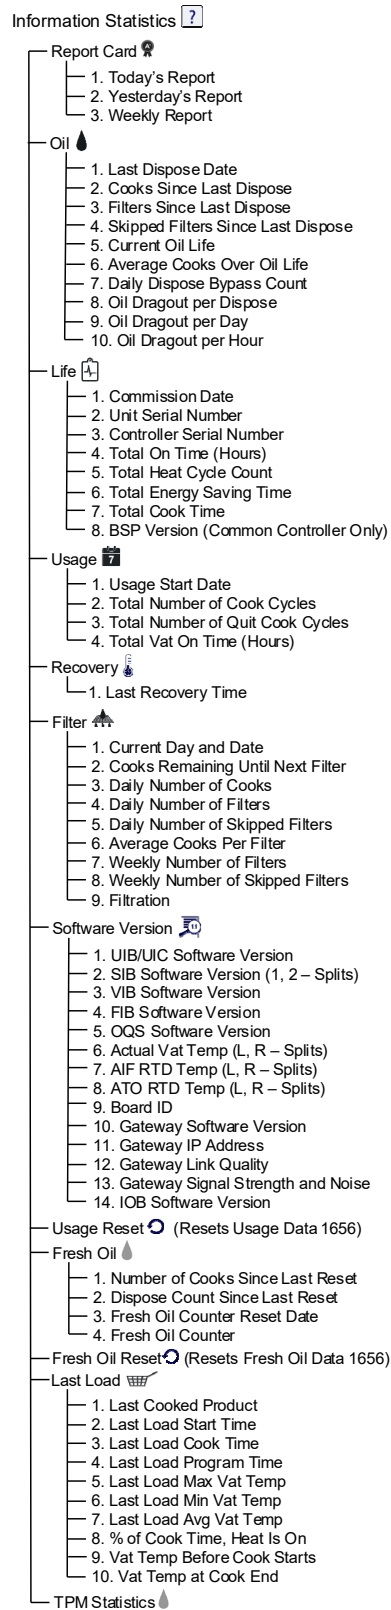 Information Statistics ?
Report Card
1. Today's Report
2. Yesterday's Report
3. Weekly Report
Oil
1. Last Dispose Date
2. Cooks Since Last Dispose
3. Filters Since Last Dispose
4. Skipped Filters Since Last Dispose
5. Current Oil Life
6. Average Cooks Over Oil Life
7. Daily Dispose Bypass Count
8. Oil Dragout per Dispose
9. Oil Dragout per Day
10. Oil Dragout per Hour
Life
1. Commission Date
2. Unit Serial Number
3. Controller Serial Number
4. Total On Time (Hours)
5. Total Heat Cycle Count
6. Total Energy Saving Time
7. Total Cook Time
8. BSP Version (Common Controller Only)
Usage 7
1. Usage Start Date
2. Total Number of Cook Cycles
3. Total Number of Quit Cook Cycles
4. Total Vat On Time (Hours)
Recovery
1. Last Recovery Time
Filter
1. Current Day and Date
2. Cooks Remaining Until Next Filter
3. Daily Number of Cooks
4. Daily Number of Filters
5. Daily Number of Skipped Filters
6. Average Cooks Per Filter
7. Weekly Number of Filters
8. Weekly Number of Skipped Filters
9. Filtration
Software Version
1. UIB/UIC Software Version
2. SIB Software Version (1, 2 – Splits)
3. VIB Software Version
4. FIB Software Version
5. OQS Software Version
6. Actual Vat Temp (L, R – Splits)
7. AIF RTD Temp (L, R – Splits)
8. ATO RTD Temp (L, R – Splits)
9. Board ID
10. Gateway Software Version
11. Gateway IP Address
12. Gateway Link Quality
13. Gateway Signal Strength and Noise
14. IOB Software Version
Usage Reset (Resets Usage Data 1656)
Fresh Oil
1. Number of Cooks Since Last Reset
2. Dispose Count Since Last Reset
3. Fresh Oil Counter Reset Date
4. Fresh Oil Counter
Fresh Oil Reset (Resets Fresh Oil Data 1656)
Last Load
1. Last Cooked Product
2. Last Load Start Time
3. Last Load Cook Time
4. Last Load Program Time
5. Last Load Max Vat Temp
6. Last Load Min Vat Temp
7. Last Load Avg Vat Temp
8. % of Cook Time, Heat Is On
9. Vat Temp Before Cook Starts
10. Vat Temp at Cook End
TPM Statistics